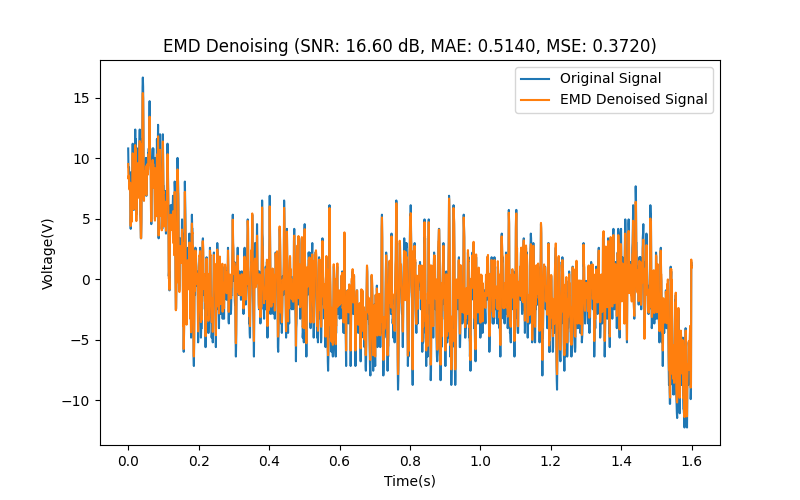 EMD Denoising (SNR: 16.60 dB, MAE: 0.5140, MSE: 0.3720)
Original Signal
EMD Denoised Signal
15
10
5
0
−5
−10
Voltage(V)
0.0 0.2 0.4 0.6 0.8 1.0 1.2 1.4 1.6
Time(s)